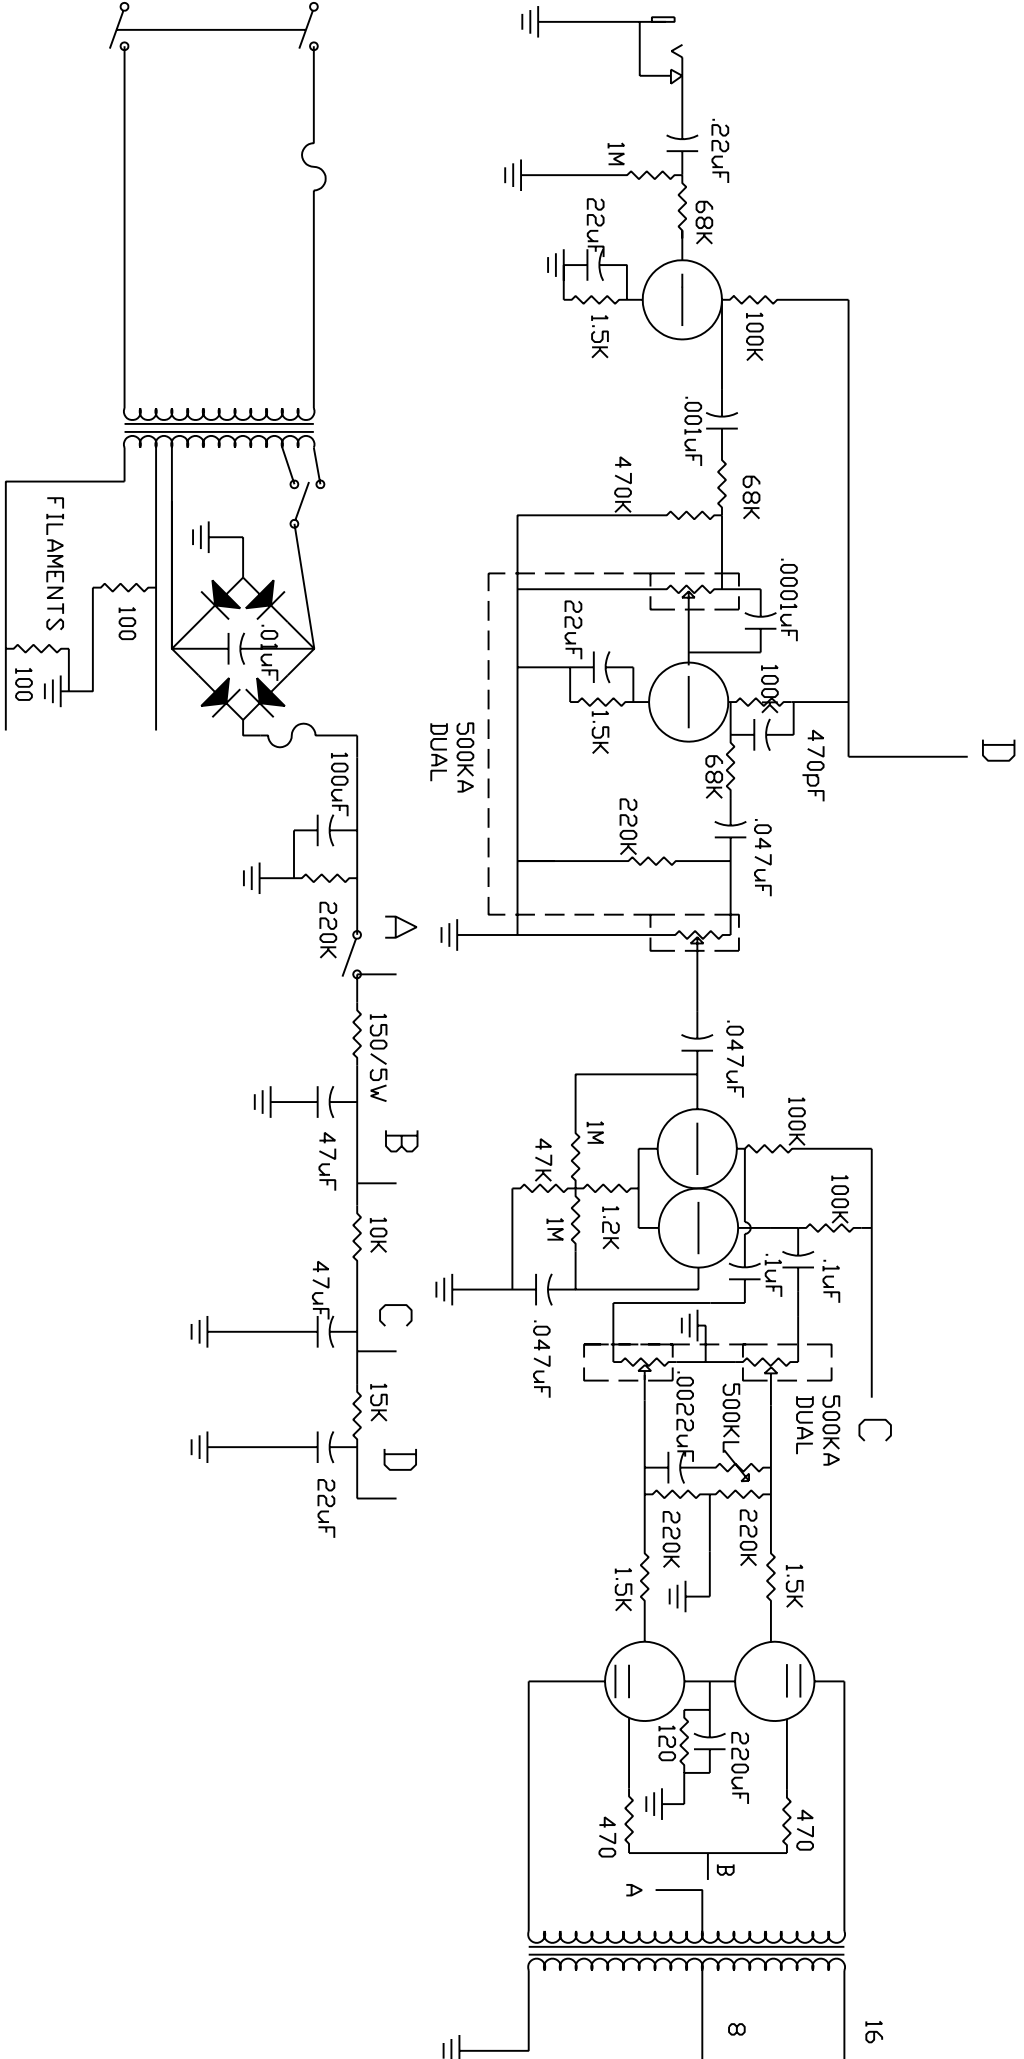 .22uF
1M
68K
22uF
1.5K
100K
.001uF
68K
470K
.0001uF
22uF
1.5K
100K
470pF
68K
500KA
DUAL
220K
.047uF
D
.047uF
100K
100K
1M
47K
1.2K
1M
.1uF
.1uF
.047uF
C
500KA
DUAL
500KL
.0022uF
220K
220K
1.5K
1.5K
220uF
120
470
470
B
A
16
8
FILAMENTS
100
100
.01uF
100uF
220K
A
150/5W
47uF
B
10K
47uF
C
15K
22uF
D